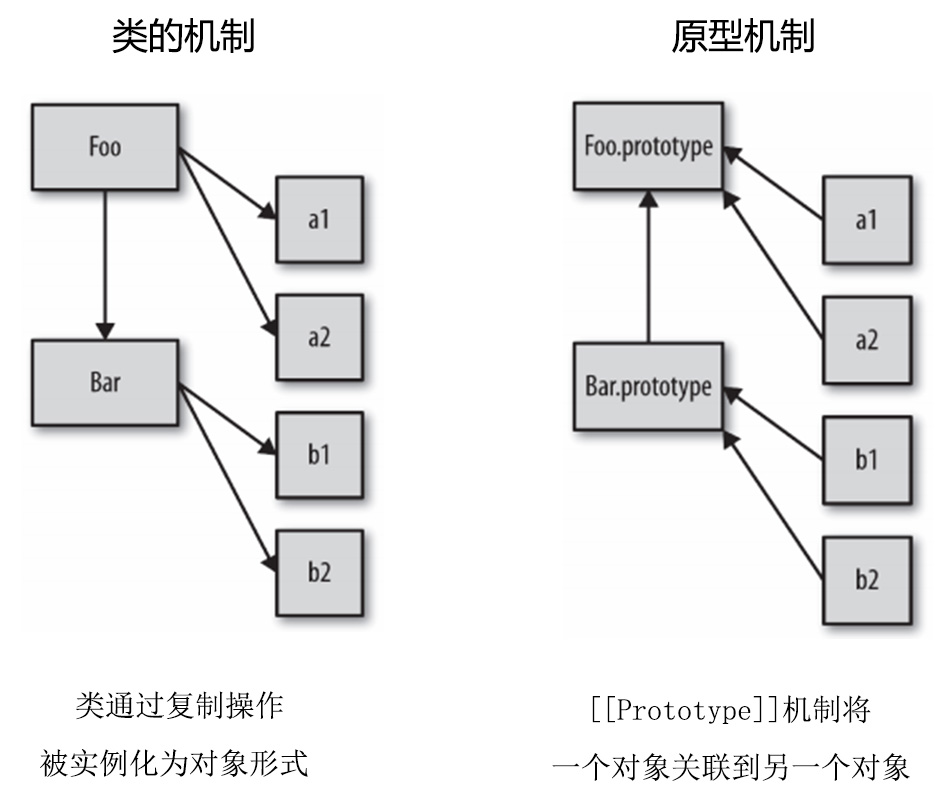 类的机制
Foo
a1
a2
Bar
b1
b2
类通过复制操作
被实例化为对象形式
原型机制
Foo.prototype
a1
a2
Bar.prototype
b1
b2
[[Prototype]]机制将
一个对象关联到另一个对象